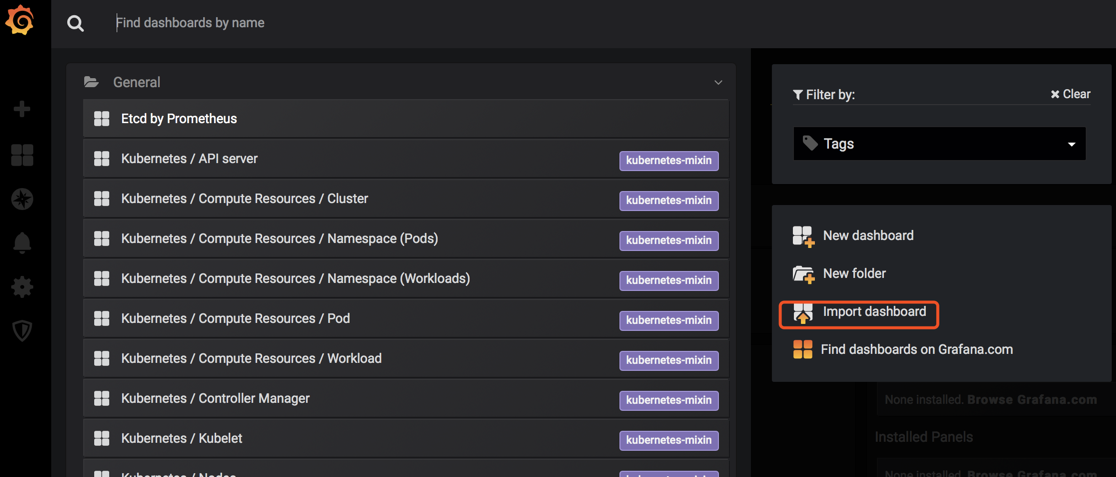 Find dashboards by name
General
Etcd by Prometheus
Kubernetes / API server
kubernetes-mixin
Kubernetes / Compute Resources / Cluster
kubernetes-mixin
Kubernetes / Compute Resources / Namespace (Pods)
kubernetes-mixin
Kubernetes / Compute Resources / Namespace (Workloads)
kubernetes-mixin
Kubernetes / Compute Resources / Pod
kubernetes-mixin
Kubernetes / Compute Resources / Workload
kubernetes-mixin
Kubernetes / Controller Manager
kubernetes-mixin
Kubernetes / Kubelet
kubernetes-mixin
Kubernetes / Nodes
kubernetes-mixin
Filter by:
Clear
Tags
New dashboard
New folder
Import dashboard
Find dashboards on Grafana.com
None installed. Browse Grafana.com
Installed Panels
None installed. Browse Grafana.com